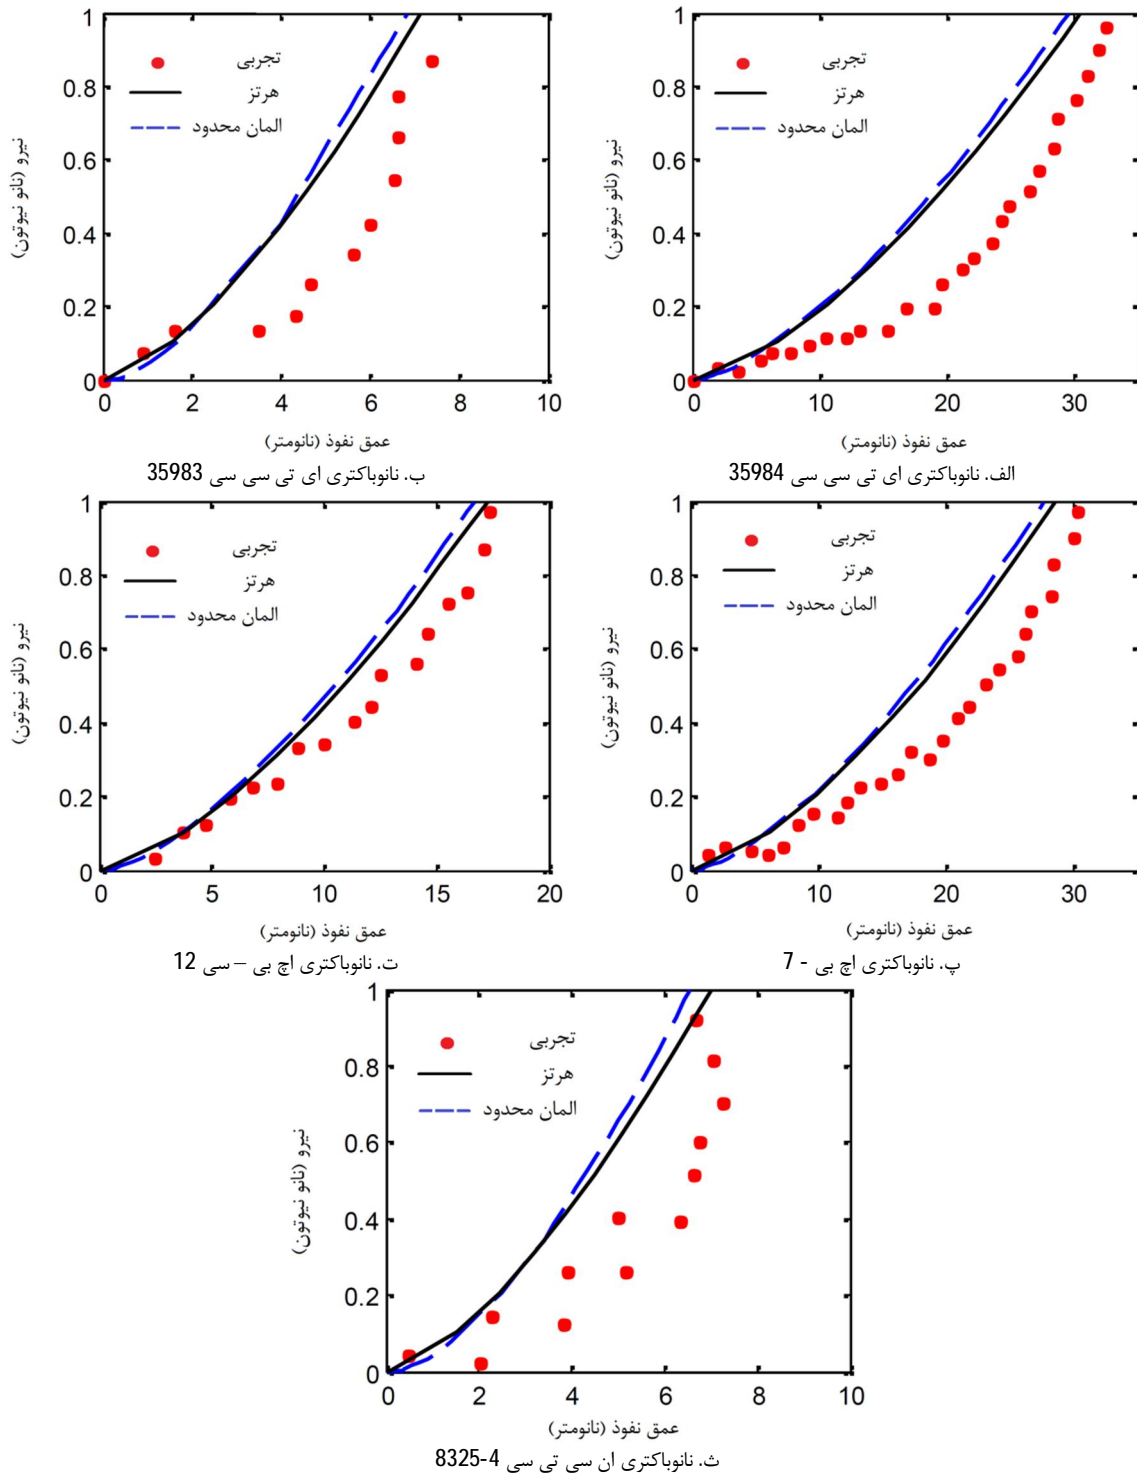 تجربی
هرتز
المان محدود
نیرو (نانو نیوتون)
1
0.8
0.6
0.4
0.2
0
0 10 20 30
عمق نفوذ (نانومتر)
الف. نانوباکتری ای تی سی سی 35984
تجربی
هرتز
المان محدود
نیرو (نانو نیوتون)
1
0.8
0.6
0.4
0.2
0
0 2 4 6 8 10
عمق نفوذ (نانومتر)
ب. نانوباکتری ای تی سی سی 35983
تجربی
هرتز
المان محدود
نیرو (نانو نیوتون)
1
0.8
0.6
0.4
0.2
0
0 10 20 30
عمق نفوذ (نانومتر)
پ. نانوباکتری اچ بی - 7
تجربی
هرتز
المان محدود
نیرو (نانو نیوتون)
1
0.8
0.6
0.4
0.2
0
0 5 10 15 20
عمق نفوذ (نانومتر)
ت. نانوباکتری اچ بی – سی 12
تجربی
هرتز
المان محدود
نیرو (نانو نیوتون)
1
0.8
0.6
0.4
0.2
0
0 2 4 6 8 10
عمق نفوذ (نانومتر)
ث. نانوباکتری ان سی تی سی 4-8325